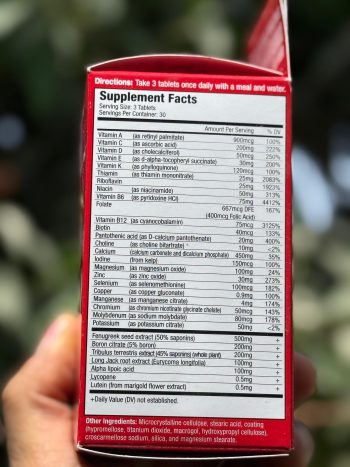 Directions: Take 3 tablets once daily with a meal and water.
Supplement Facts
Serving Size: 3 Tablets
Servings Per Container: 30
Amount Per Serving % DV
Vitamin A (as retinyl palmitate) 900mcg 100%
Vitamin C (as ascorbic acid) 200mg 222%
Vitamin D (as cholecalciferol) 50mcg 250%
Vitamin E (as d-alpha-tocopheryl succinate) 30mg 200%
Vitamin K (as phylloquinone) 120mcg 100%
Thiamin (as thiamin mononitrate) 25mg 2083%
Riboflavin 25mg 1923%
Niacin (as niacinamide) 50mg 313%
Vitamin B6 (as pyridoxine HCl) 75mg 4412%
Folate 667mcg DFE 167%
(400mcg Folic Acid)
Vitamin B12 (as cyanocobalamin) 75mcg 3125%
Biotin 40mcg 133%
Pantothenic acid (as D-calcium pantothenate) 20mg 400%
Choline (as choline bitartrate) 10mg <2%
Calcium (calcium carbonate and dicalcium phosphate) 450mg 35%
Iodine (from kelp) 150mcg 100%
Magnesium (as magnesium oxide) 100mg 24%
Zinc (as zinc oxide) 30mg 273%
Selenium (as selenomethionine) 100mcg 182%
Copper (as copper gluconate) 0.9mg 100%
Manganese (as manganese citrate) 4mg 174%
Chromium (as chromium nicotinate glycinate chelate) 50mcg 143%
Molybdenum (as sodium molybdate) 80mcg 178%
Potassium (as potassium citrate) 50mg <2%
Fenugreek seed extract (50% saponins) 500mg +
Boron citrate (5% boron) 200mg +
Tribulus terrestris extract (45% saponins) (whole plant) 200mg +
Long Jack root extract (Eurycoma longifolia) 100mg +
Alpha lipoic acid 100mg +
Lycopene 0.5mg +
Lutein (from marigold flower extract) 0.5mg +
+Daily Value (DV) not established.
Other Ingredients: Microcrystalline cellulose, stearic acid, coating
(hypromellose, titanium dioxide, macrogol, hydroxypropyl cellulose),
croscarmellose sodium, silica, and magnesium stearate.